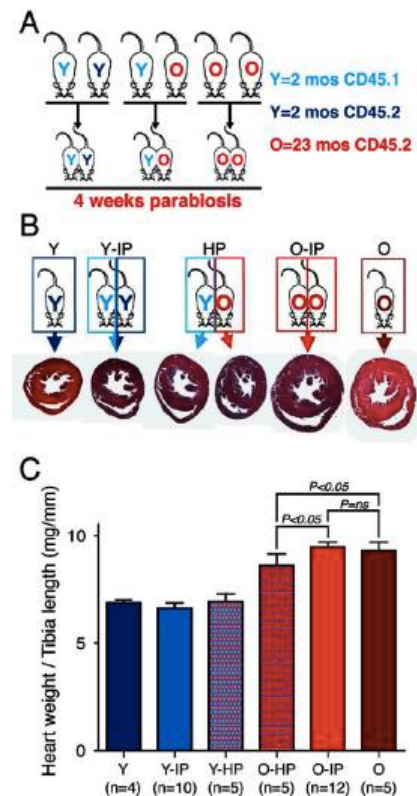 A
Y Y Y O O O
Y=2 mos CD45.1
Y=2 mos CD45.2
O=23 mos CD45.2
Y Y Y O O O
4 weeks parabiosis
B
Y Y-IP HP O-IP O
Y Y Y Y O O O O
C
P<0.05
P<0.05 P=ns
Heart weight / Tibia length (mg/mm)
10
5
0
Y Y-IP Y-HP O-HP O-IP O
(n=4) (n=10) (n=5) (n=5) (n=12) (n=5)